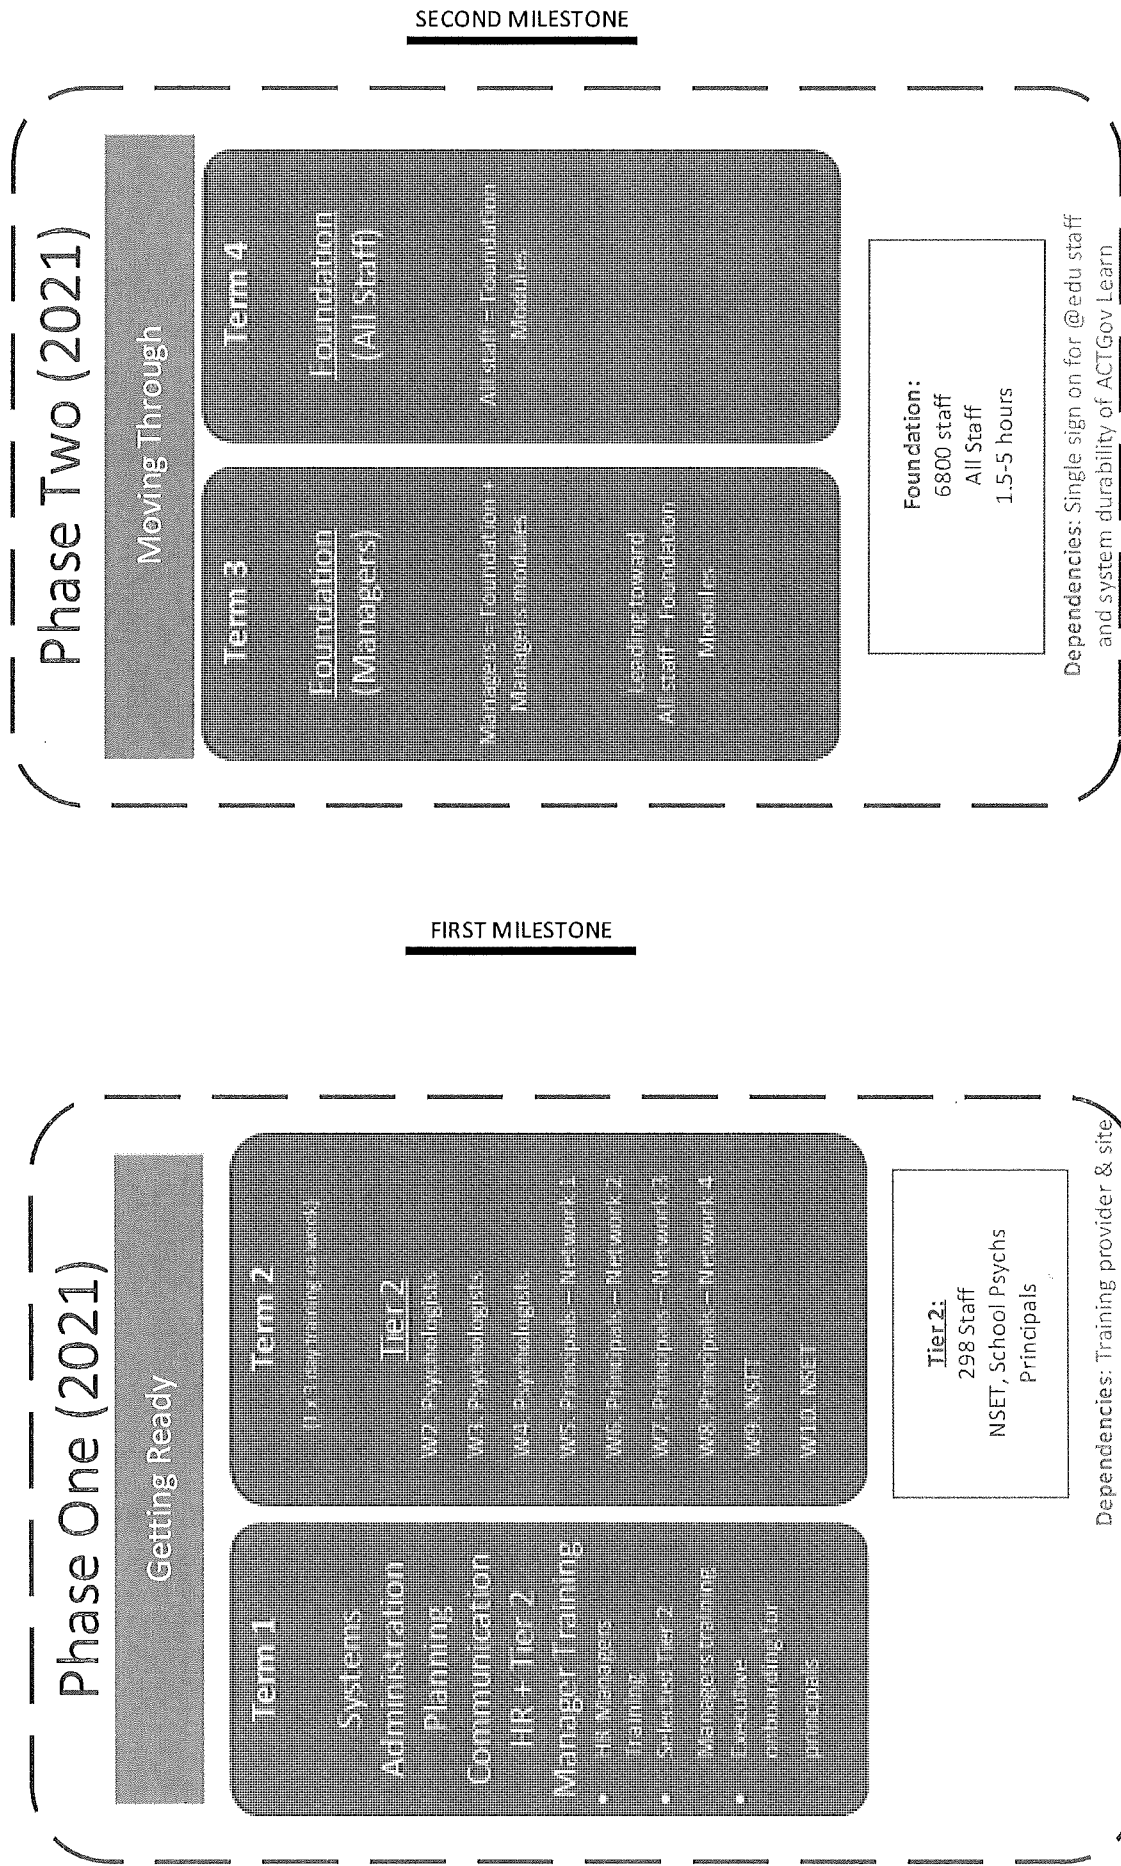 Phase One (2021)
Getting Ready
Term 1
Systems
Administration
Planning
Communication
HR + Tier 2
Manager Training
• HR Managers
Training
• Selected Tier 2
Managers training
• Executive
onboarding for
principals
Term 2
Tier 2
W2. Psychologists
W3. Psychologists
W4. Psychologists
W5. Principals – Network 1
W6. Principals – Network 2
W7. Principals – Network 3
W8. Principals – Network 4
W9. NSET
W10. NSET
Tier 2:
298 Staff
NSET, School Psychs
Principals
Dependencies: Training provider & site
FIRST MILESTONE
Phase Two (2021)
Moving Through
Term 3
Foundation
(Managers)
Managers Foundation +
Managers modules
Leading toward
All staff - Foundation
Modules
Term 4
Foundation
(All Staff)
All staff – Foundation
Modules
Foundation:
6800 staff
All Staff
1.5-5 hours
Dependencies: Single sign on for @edu staff
and system durability of ACTGov Learn
SECOND MILESTONE